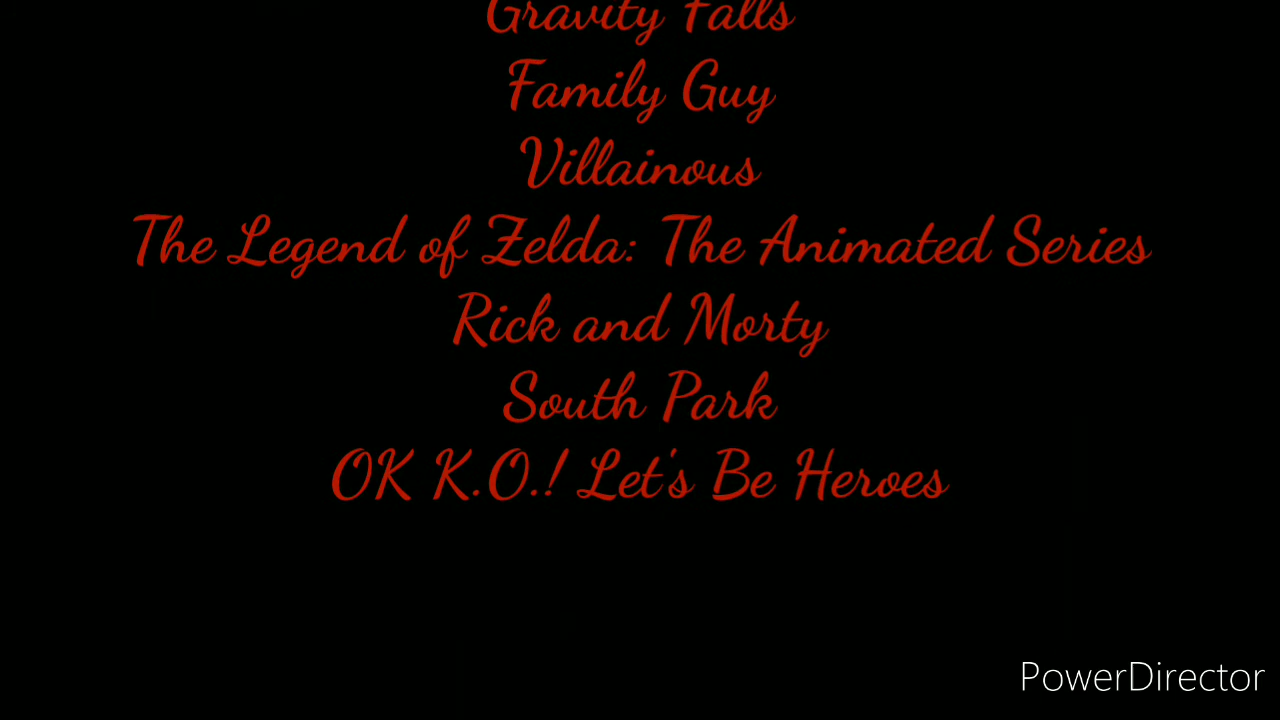 Gravity Falls
Family Guy
Villainous
The Legend of Zelda: The Animated Series
Rick and Morty
South Park
OK K.O.! Let's Be Heroes
PowerDirector